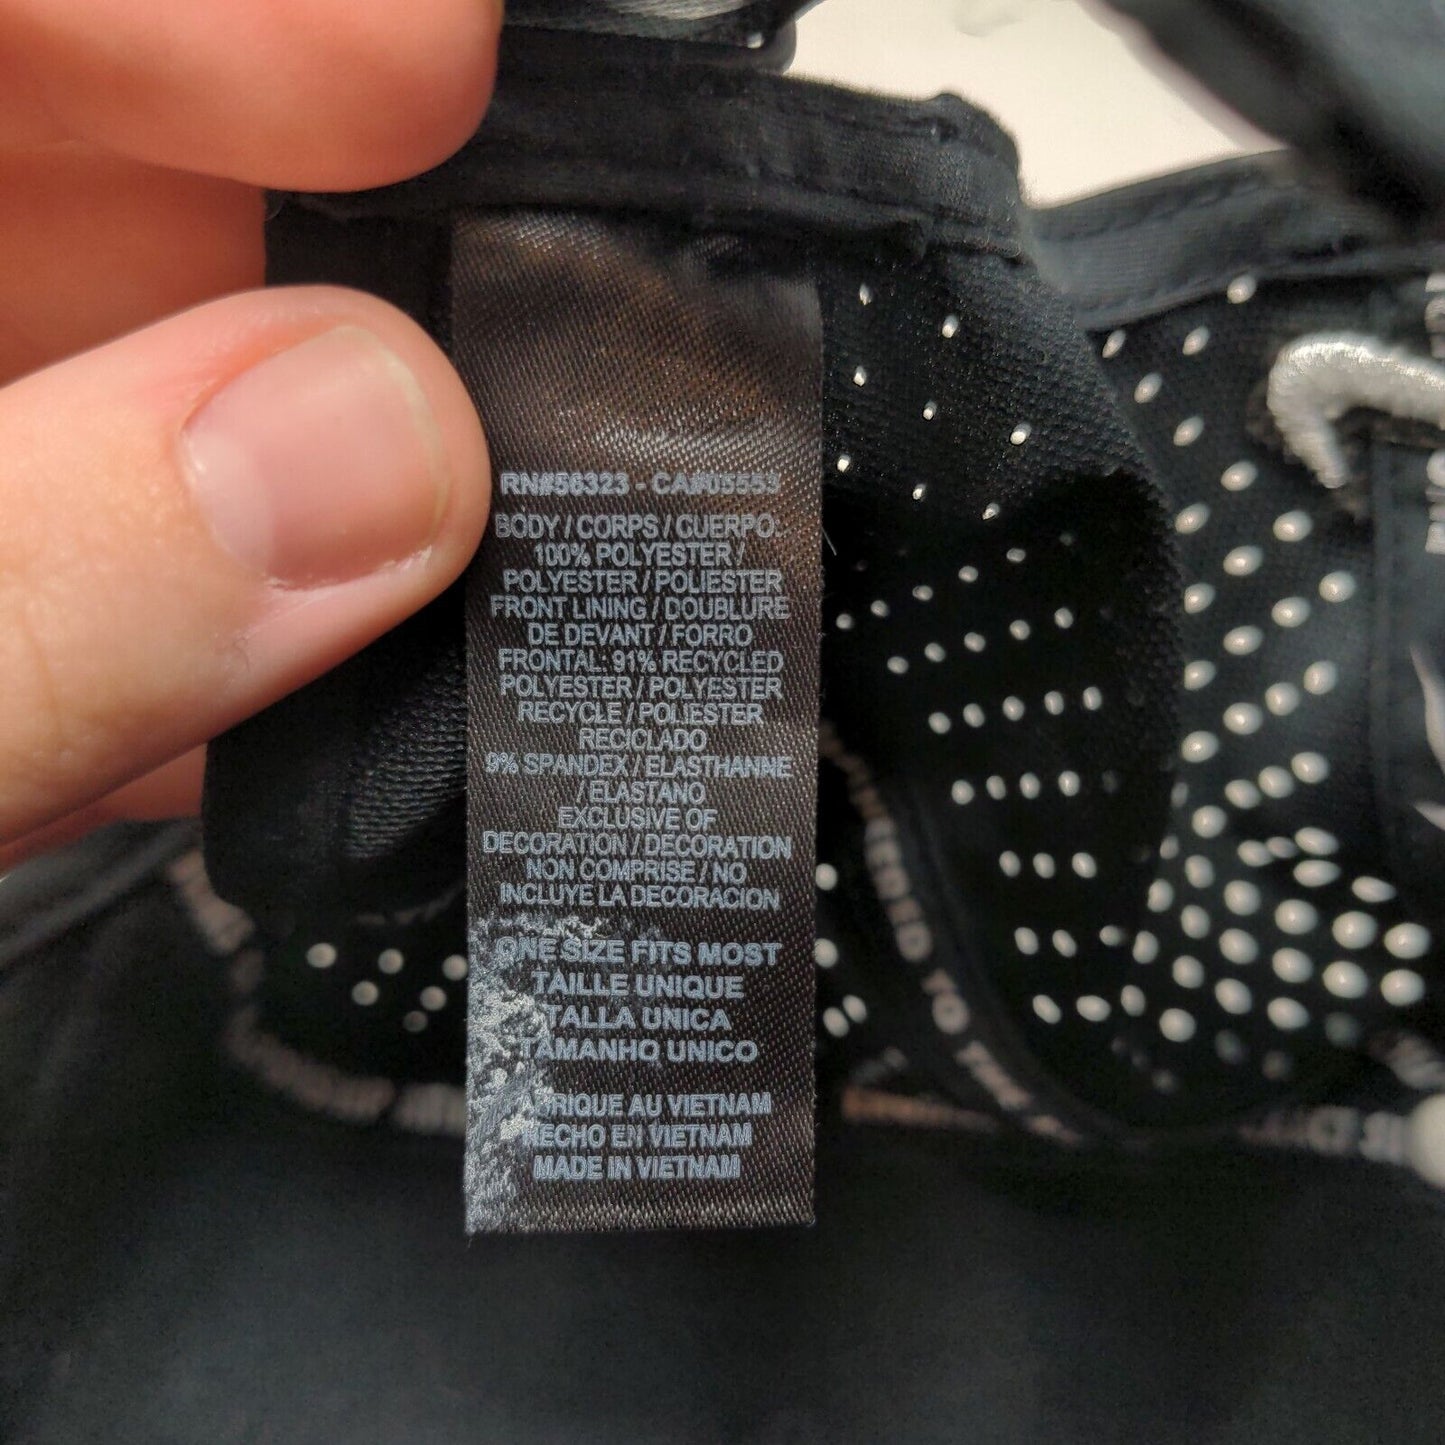 RN#56323 - CA#05553
BODY / CORPS / CUERPO:
100% POLYESTER /
POLYESTER / POLIESTER
FRONT LINING / DOUBLURE
DE DEVANT / FORRO
FRONTAL: 91% RECYCLED
POLYESTER / POLYESTER
RECYCLE / POLIESTER
RECICLADO
9% SPANDEX / ELASTHANNE
/ ELASTANO
EXCLUSIVE OF
DECORATION / DECORATION
NON COMPRISE / NO
INCLUYE LA DECORACION
ONE SIZE FITS MOST
TAILLE UNIQUE
TALLA UNICA
TAMANHO UNICO
FABRIQUE AU VIETNAM
HECHO EN VIETNAM
MADE IN VIETNAM
TO